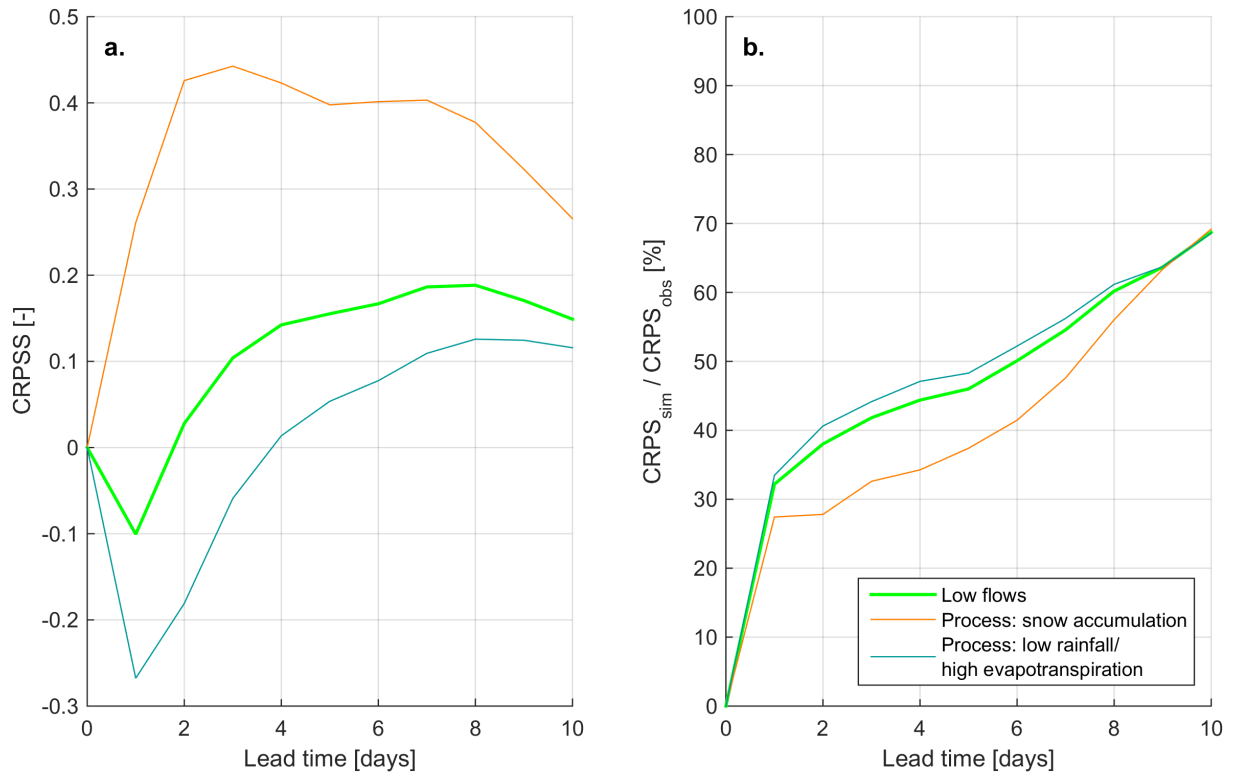 a.
0.5
0.4
0.3
0.2
0.1
0
-0.1
-0.2
-0.3
CRPSS [-]
0 2 4 6 8 10
Lead time [days]
b.
100
90
80
70
60
50
40
30
20
10
0
CRPSsim / CRPSobs [%]
0 2 4 6 8 10
Lead time [days]
Low flows
Process: snow accumulation
Process: low rainfall/
high evapotranspiration